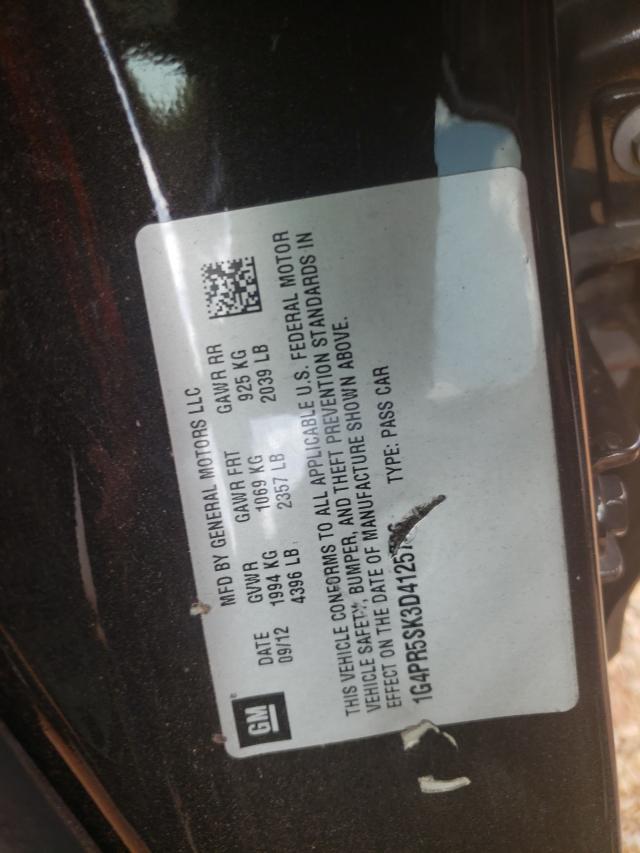 GM
MFD BY GENERAL MOTORS LLC
DATE GVWR GAWR FRT GAWR RR
09/12 1994 KG 1069 KG 925 KG
4396 LB 2357 LB 2039 LB
THIS VEHICLE CONFORMS TO ALL APPLICABLE U.S. FEDERAL MOTOR
VEHICLE SAFETY, BUMPER, AND THEFT PREVENTION STANDARDS IN
EFFECT ON THE DATE OF MANUFACTURE SHOWN ABOVE.
1G4PR5SK3D41257 TYPE: PASS CAR